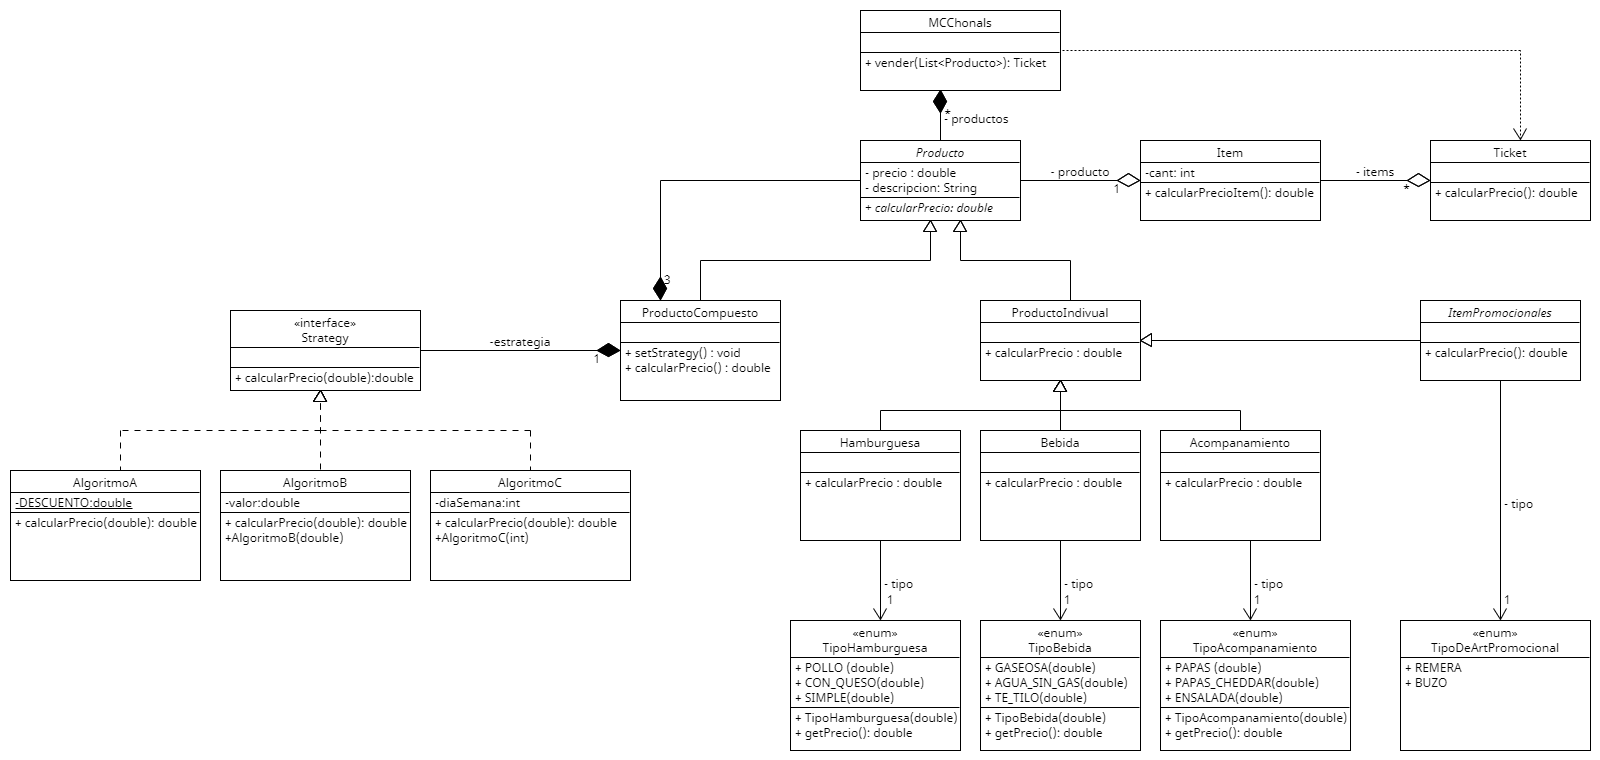 MCChonals
+ vender(List<Producto>): Ticket
*
- productos
Producto
- precio : double
- descripcion: String
+ calcularPrecio: double
- producto
1
Item
-cant: int
+ calcularPrecioItem(): double
- items
*
Ticket
+ calcularPrecio(): double
3
«interface»
Strategy
+ calcularPrecio(double):double
-estrategia
1
ProductoCompuesto
+ setStrategy() : void
+ calcularPrecio() : double
ProductoIndivual
+ calcularPrecio : double
ItemPromocionales
+ calcularPrecio(): double
AlgoritmoA
-DESCUENTO:double
+ calcularPrecio(double): double
AlgoritmoB
-valor:double
+ calcularPrecio(double): double
+AlgoritmoB(double)
AlgoritmoC
-diaSemana:int
+ calcularPrecio(double): double
+AlgoritmoC(int)
Hamburguesa
+ calcularPrecio : double
Bebida
+ calcularPrecio : double
Acompanamiento
+ calcularPrecio : double
- tipo
1
- tipo
1
- tipo
1
- tipo
1
«enum»
TipoHamburguesa
+ POLLO (double)
+ CON_QUESO(double)
+ SIMPLE(double)
+ TipoHamburguesa(double)
+ getPrecio(): double
«enum»
TipoBebida
+ GASEOSA(double)
+ AGUA_SIN_GAS(double)
+ TE_TILO(double)
+ TipoBebida(double)
+ getPrecio(): double
«enum»
TipoAcompanamiento
+ PAPAS (double)
+ PAPAS_CHEDDAR(double)
+ ENSALADA(double)
+ TipoAcompanamiento(double)
+ getPrecio(): double
«enum»
TipoDeArtPromocional
+ REMERA
+ BUZO